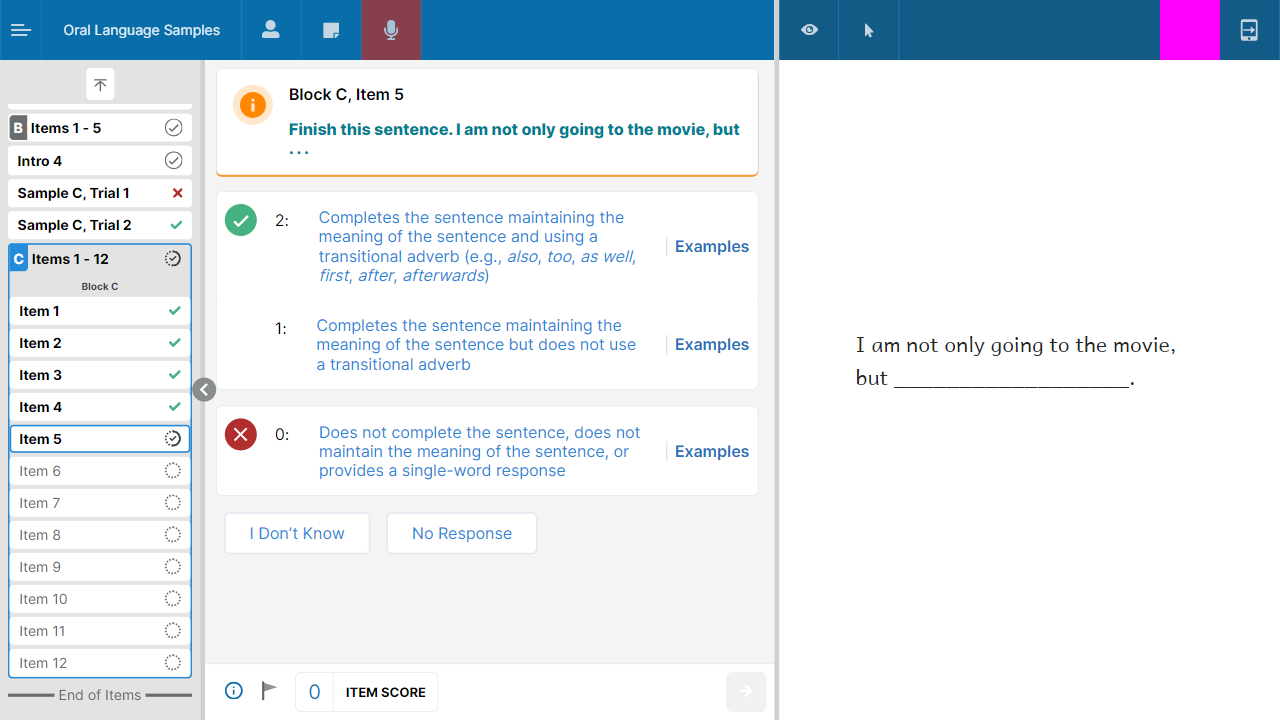 Oral Language Samples
B Items 1 - 5
Intro 4
Sample C, Trial 1
Sample C, Trial 2
C Items 1 - 12
Block C
Item 1
Item 2
Item 3
Item 4
Item 5
Item 6
Item 7
Item 8
Item 9
Item 10
Item 11
Item 12
End of Items
Block C, Item 5
Finish this sentence. I am not only going to the movie, but
...
2:
Completes the sentence maintaining the
meaning of the sentence and using a
transitional adverb (e.g., also, too, as well,
first, after, afterwards)
Examples
1:
Completes the sentence maintaining the
meaning of the sentence but does not use
a transitional adverb
Examples
0:
Does not complete the sentence, does not
maintain the meaning of the sentence, or
provides a single-word response
Examples
I Don't Know
No Response
0 ITEM SCORE
I am not only going to the movie,
but __________________.